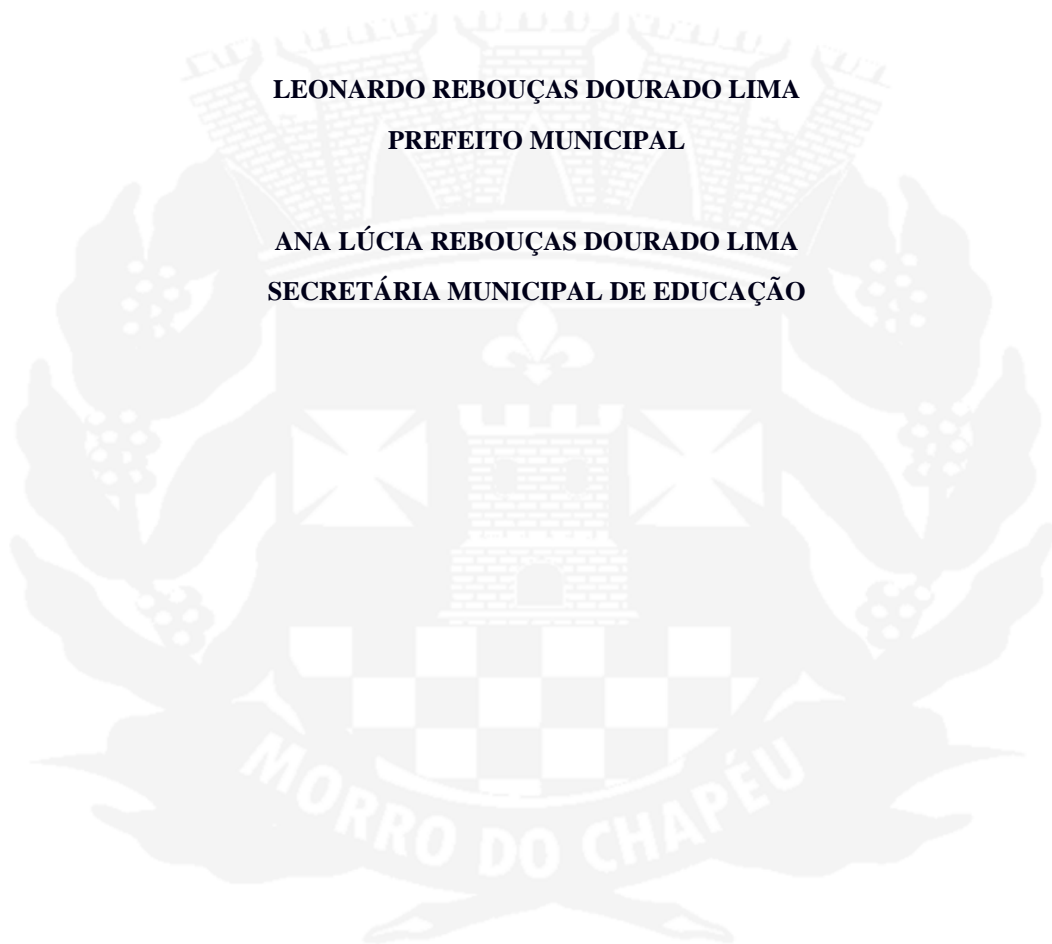 LEONARDO REBOUÇAS DOURADO LIMA
PREFEITO MUNICIPAL
ANA LÚCIA REBOUÇAS DOURADO LIMA
SECRETÁRIA MUNICIPAL DE EDUCAÇÃO
MORRO DO CHAPÉU